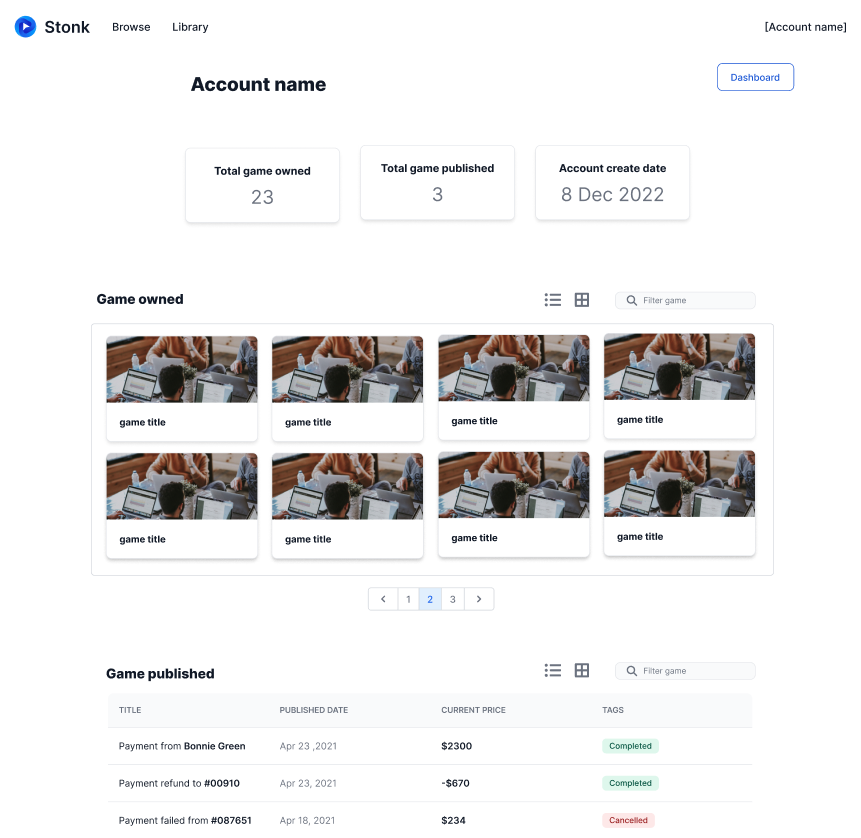 Stonk Browse Library [Account name]
Account name Dashboard
Total game owned Total game published Account create date
23 3 8 Dec 2022
Game owned Filter game
game title game title game title game title
game title game title game title game title
1 2 3
Game published Filter game
TITLE PUBLISHED DATE CURRENT PRICE TAGS
Payment from Bonnie Green Apr 23 ,2021 $2300 Completed
Payment refund to #00910 Apr 23, 2021 -$670 Completed
Payment failed from #087651 Apr 18, 2021 $234 Cancelled